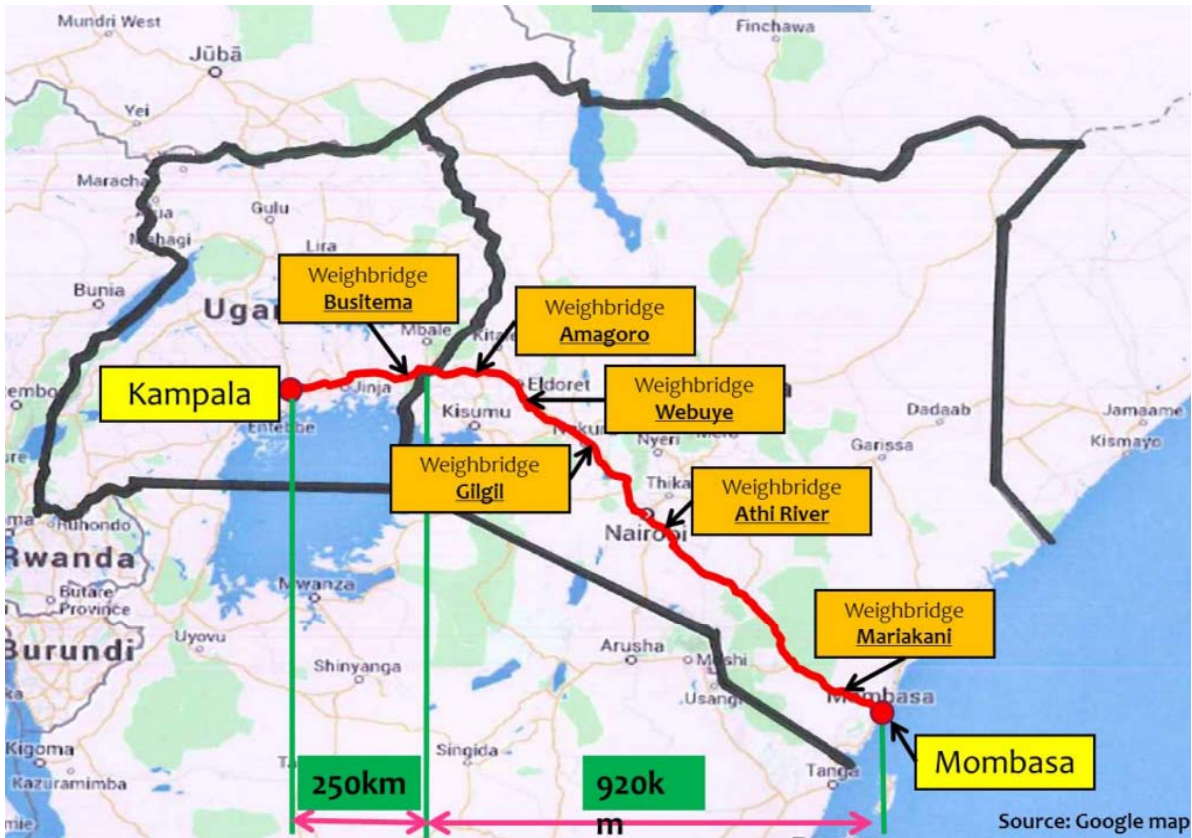 Mundri West
Finchawa
Jūbā
Yei
Maracha
Gulu
Lira
Bunia
Weighbridge
Busitema
Weighbridge
Amagoro
Mbale
Kampala
Jinja
Eldoret
Weighbridge
Webuye
Kisumu
Entebbe
Nyeri
Dadaab
Garissa
Jamaame
Kismayo
Weighbridge
Gilgil
Thika
Weighbridge
Athi River
Nairobi
Ruhondo
Rwanda
Butare
Province
Mwanza
Burundi
Uyovu
Shinyanga
Arusha
Moshi
Usangi
Weighbridge
Mariakani
Mombasa
Mombasa
Kigoma
Kazuramimba
Singida
Tanga
250km
920k
m
Source: Google map